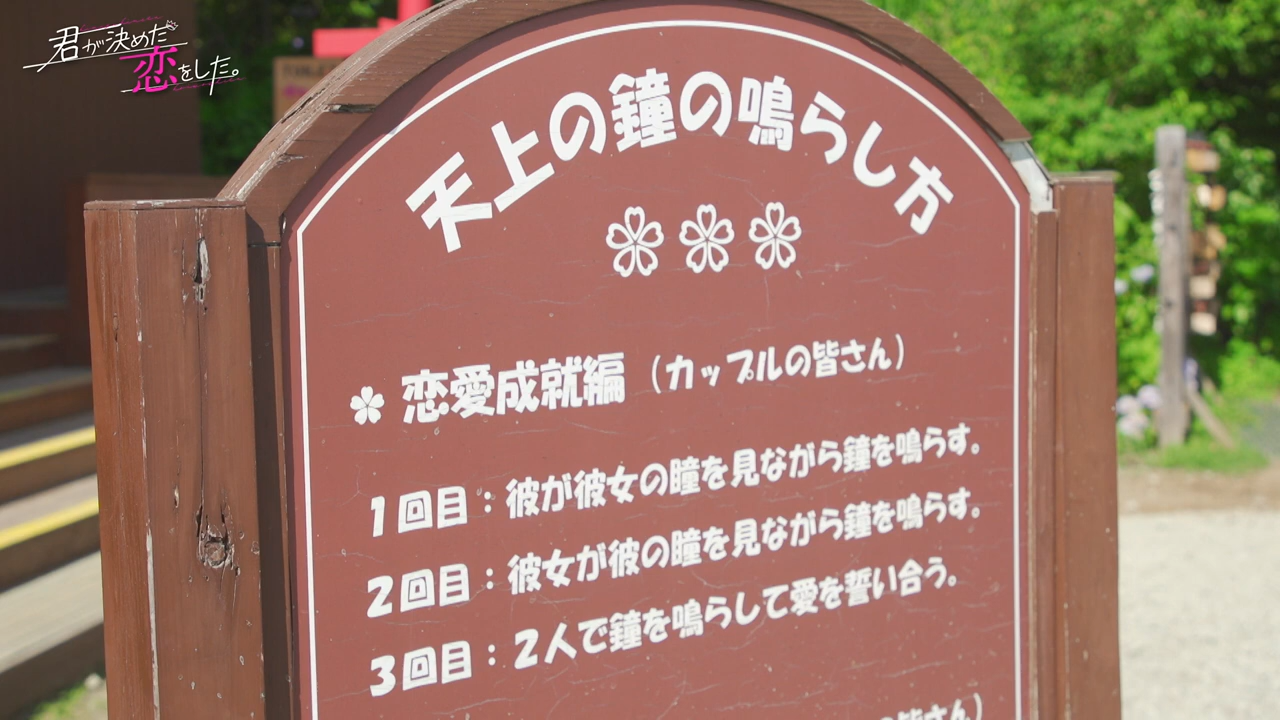 君が決めた
恋をした。
天上の鐘の鳴らし方
恋愛成就編（カップルの皆さん）
1回目：彼が彼女の瞳を見ながら鐘を鳴らす。
2回目：彼女が彼の瞳を見ながら鐘を鳴らす。
3回目：2人で鐘を鳴らして愛を誓い合う。
皆さん）